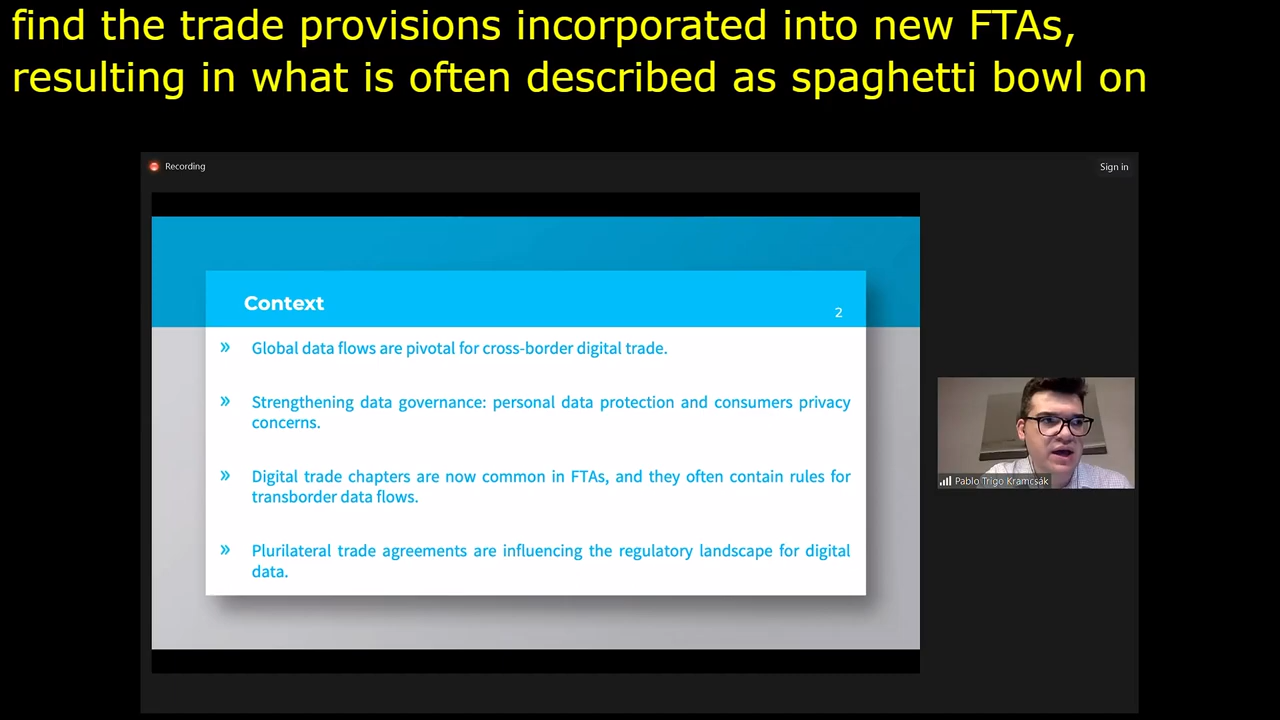 find the trade provisions incorporated into new FTAs,
resulting in what is often described as spaghetti bowl on
Recording
Sign in
Context
2
» Global data flows are pivotal for cross-border digital trade.
» Strengthening data governance: personal data protection and consumers privacy
concerns.
» Digital trade chapters are now common in FTAs, and they often contain rules for
transborder data flows.
» Plurilateral trade agreements are influencing the regulatory landscape for digital
data.
Pablo Trigo Kramcsák